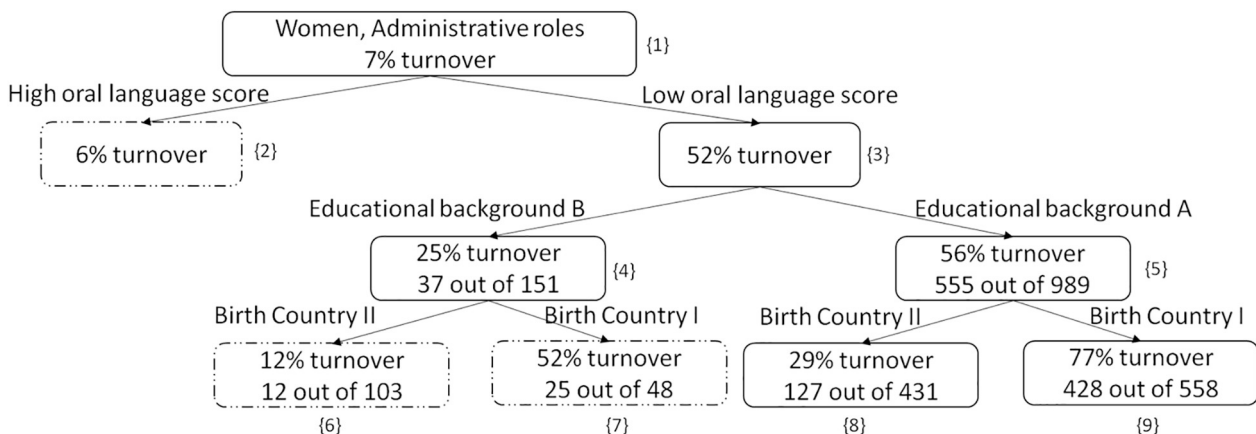 Women, Administrative roles
7% turnover
{1}
High oral language score
Low oral language score
6% turnover
{2}
52% turnover
{3}
Educational background B
Educational background A
25% turnover
37 out of 151
{4}
56% turnover
555 out of 989
{5}
Birth Country II
Birth Country I
Birth Country II
Birth Country I
12% turnover
12 out of 103
52% turnover
25 out of 48
29% turnover
127 out of 431
77% turnover
428 out of 558
{6}
{7}
{8}
{9}